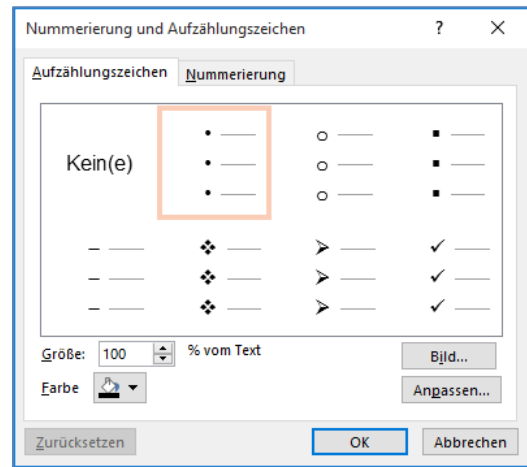 Nummerierung und Aufzählungszeichen
Aufzählungszeichen Nummerierung
Kein(e)
Größe: 100 % vom Text
Bild...
Farbe
Anpassen...
Zurücksetzen OK Abbrechen